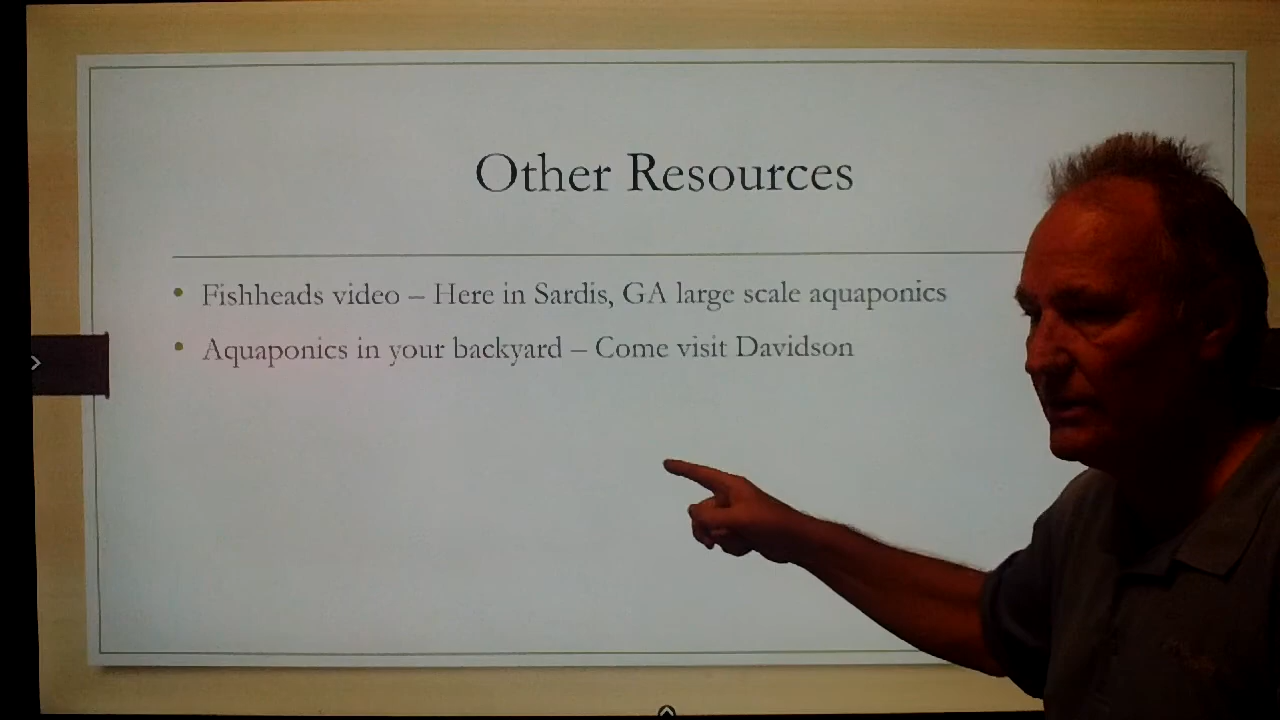 Other Resources
• Fishheads video – Here in Sardis, GA large scale aquaponics
• Aquaponics in your backyard – Come visit Davidson